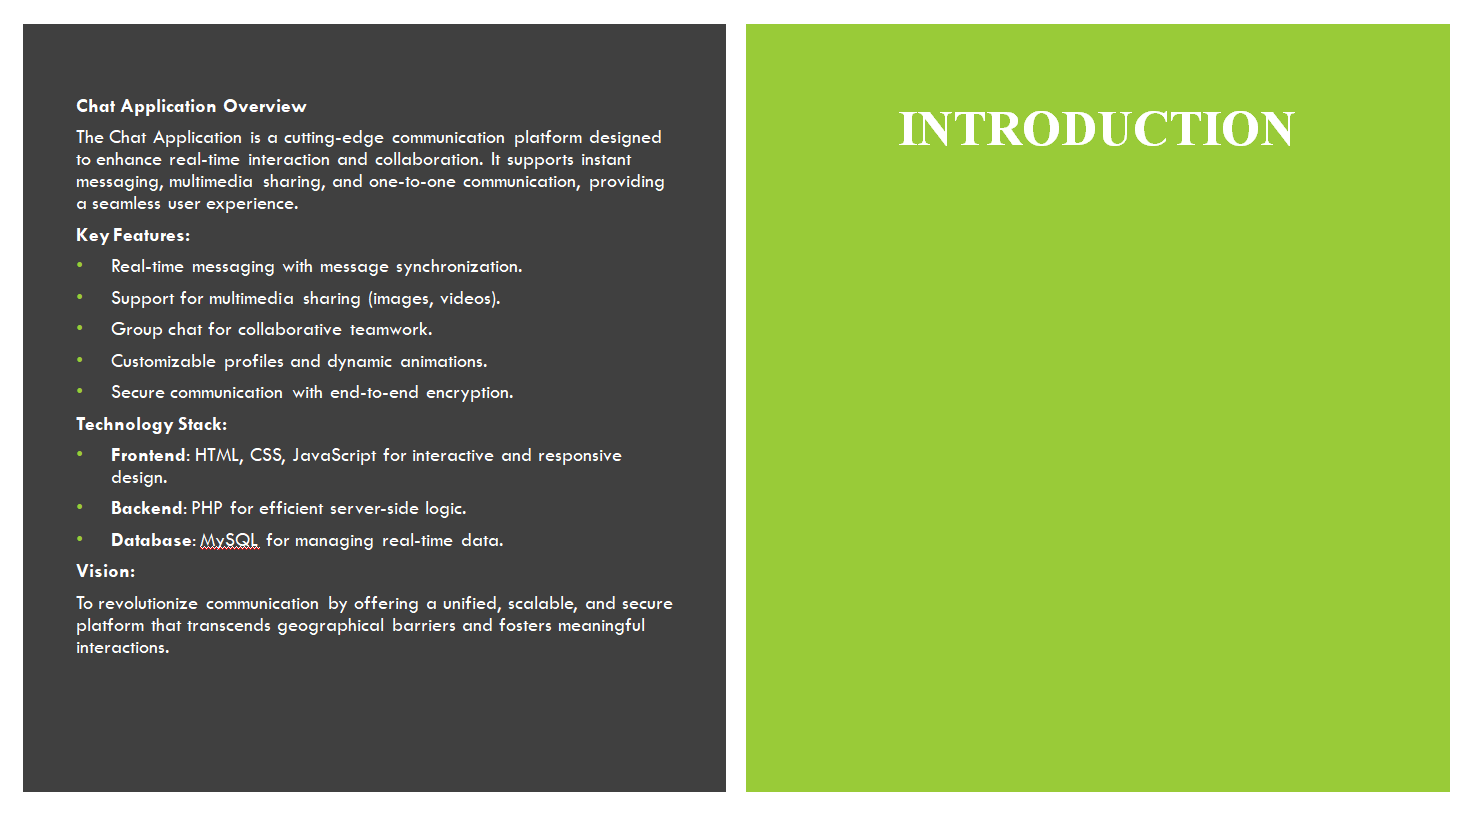 Chat Application Overview
The Chat Application is a cutting-edge communication platform designed
to enhance real-time interaction and collaboration. It supports instant
messaging, multimedia sharing, and one-to-one communication, providing
a seamless user experience.
Key Features:
• Real-time messaging with message synchronization.
• Support for multimedia sharing (images, videos).
• Group chat for collaborative teamwork.
• Customizable profiles and dynamic animations.
• Secure communication with end-to-end encryption.
Technology Stack:
• Frontend: HTML, CSS, JavaScript for interactive and responsive
design.
• Backend: PHP for efficient server-side logic.
• Database: MySQL for managing real-time data.
Vision:
To revolutionize communication by offering a unified, scalable, and secure
platform that transcends geographical barriers and fosters meaningful
interactions.
INTRODUCTION